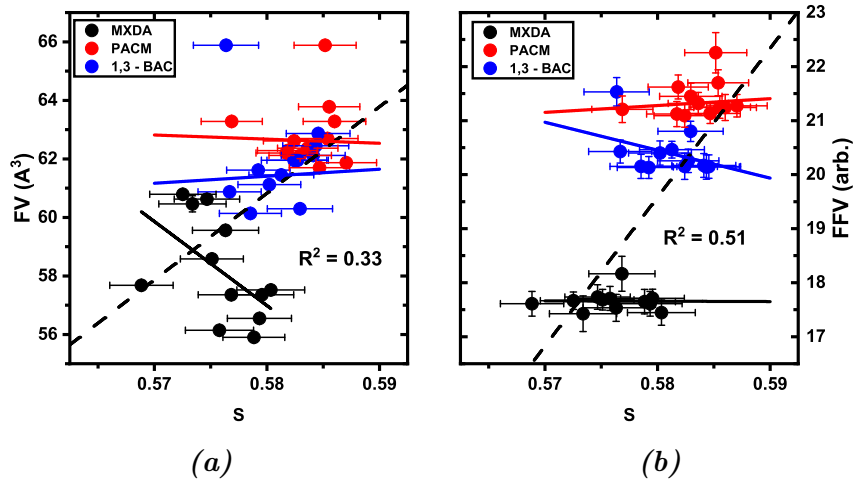 MXDA
PACM
1,3 - BAC
66
64
62
60
58
56
FV (A³)
R² = 0.33
0.57
0.58
0.59
S
(a)
MXDA
PACM
1,3 - BAC
23
22
21
20
19
18
17
FFV (arb.)
R² = 0.51
0.57
0.58
0.59
S
(b)